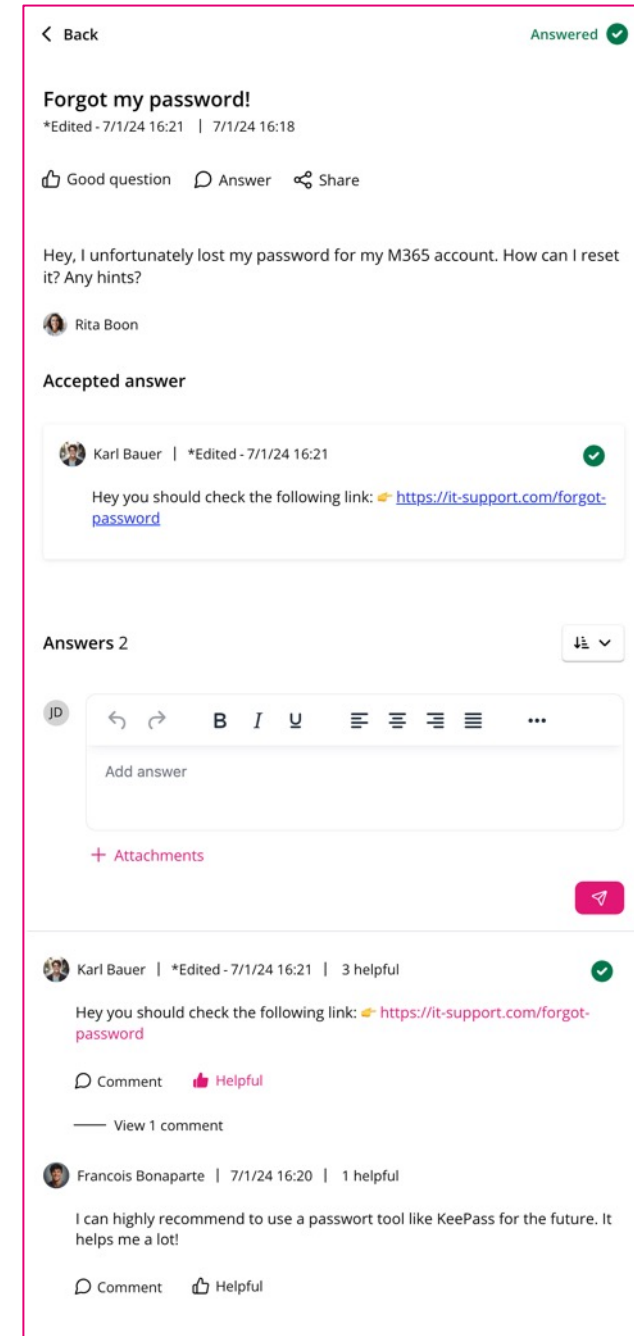 Back
Answered
Forgot my password!
*Edited - 7/1/24 16:21 | 7/1/24 16:18
Good question Answer Share
Hey, I unfortunately lost my password for my M365 account. How can I reset
it? Any hints?
Rita Boon
Accepted answer
Karl Bauer | *Edited - 7/1/24 16:21
Hey you should check the following link: 👉 https://it-support.com/forgot-
password
Answers 2
JD
B I U
Add answer
+ Attachments
Karl Bauer | *Edited - 7/1/24 16:21 | 3 helpful
Hey you should check the following link: 👉 https://it-support.com/forgot-
password
Comment Helpful
View 1 comment
Francois Bonaparte | 7/1/24 16:20 | 1 helpful
I can highly recommend to use a passwort tool like KeePass for the future. It
helps me a lot!
Comment Helpful